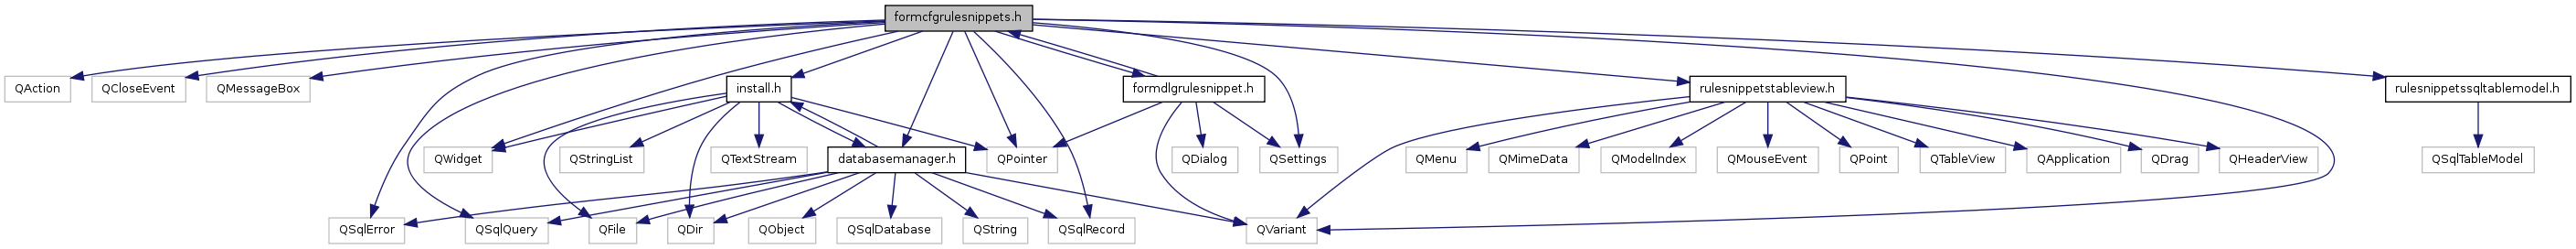 formcfgrulesnippets.h
QAction
QCloseEvent
QMessageBox
install.h
formdlgrulesnippet.h
rulesnippetstableview.h
rulesnippetssqltablemodel.h
QWidget
QStringList
QTextStream
databasemanager.h
QPointer
QDialog
QSettings
QMenu
QMimeData
QModelIndex
QMouseEvent
QPoint
QTableView
QApplication
QDrag
QHeaderView
QSqlTableModel
QSqlError
QSqlQuery
QFile
QDir
QObject
QSqlDatabase
QString
QSqlRecord
QVariant